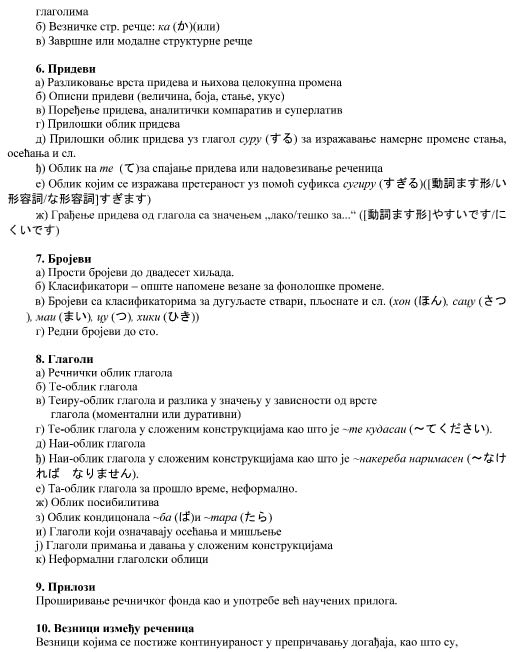 глаголима
б) Везничке стр. речце: ка (か)(или)
в) Завршне или модалне структурне речце
6. Придеви
а) Разликовање врста придева и њихова целокупна промена
б) Описни придеви (величина, боја, стање, укус)
в) Поређење придева, аналитички компаратив и суперлатив
г) Прилошки облик придева
д) Прилошки облик придева уз глагол суру (する) за изражавање намерне промене стања,
осећања и сл.
ђ) Облик на те (て)за спајање придева или надовезивање реченица
е) Облик којим се изражава претераност уз помоћ суфикса сугиру (すぎる)([動詞ます形/い
形容詞/な形容詞]すぎます)
ж) Грађење придева од глагола са значењем „лако/тешко за...“ ([動詞ます形]やすいです/に
くいです)
7. Бројеви
а) Прости бројеви до двадесет хиљада.
б) Класификатори – опште напомене везане за фонолошке промене.
в) Бројеви са класификаторима за дугуљасте ствари, пљоснате и сл. (хон (ほん), сацу (さつ
), маи (まい), цу (つ), хики (ひき))
г) Редни бројеви до сто.
8. Глаголи
а) Речнички облик глагола
б) Те-облик глагола
в) Теиру-облик глагола и разлика у значењу у зависности од врсте
глагола (моментални или дуративни)
г) Те-облик глагола у сложеним конструкцијама као што је ~те кудасаи (〜てください).
д) Наи-облик глагола
ђ) Наи-облик глагола у сложеним конструкцијама као што је ~накереба наримасен (〜なけ
れば なりません).
е) Та-облик глагола за прошло време, неформално.
ж) Облик посибилитива
з) Облик кондиционала ~ба (ば)и ~тара (たら)
и) Глаголи који означавају осећања и мишљење
ј) Глаголи примања и давања у сложеним конструкцијама
к) Неформални глаголски облици
9. Прилози
Проширивање речничког фонда као и употребе већ научених прилога.
10. Везници између реченица
Везници којима се постиже континуираност у препричавању догађаја, као што су,